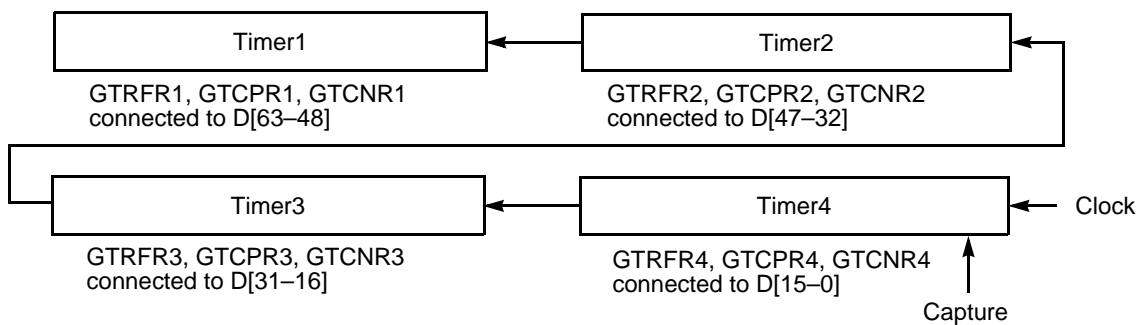 Timer1
Timer2
GTRFR1, GTCPR1, GTCNR1
connected to D[63–48]
GTRFR2, GTCPR2, GTCNR2
connected to D[47–32]
Timer3
Timer4
Clock
GTRFR3, GTCPR3, GTCNR3
connected to D[31–16]
GTRFR4, GTCPR4, GTCNR4
connected to D[15–0]
Capture